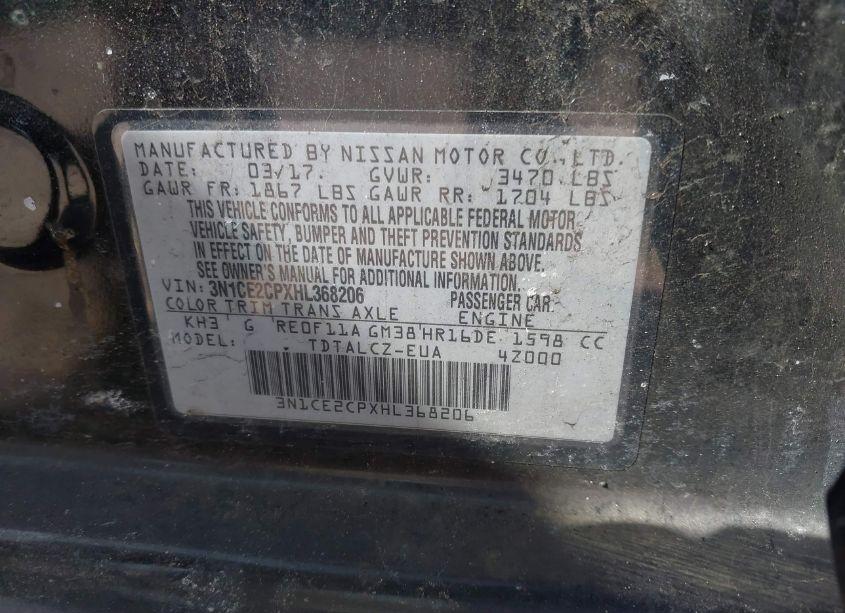 MANUFACTURED BY NISSAN MOTOR CO., LTD.
DATE: 03/17 GVWR: 3470 LBS
GAWR FR: 1867 LBS GAWR RR: 1704 LBS
THIS VEHICLE CONFORMS TO ALL APPLICABLE FEDERAL MOTOR
VEHICLE SAFETY, BUMPER AND THEFT PREVENTION STANDARDS
IN EFFECT ON THE DATE OF MANUFACTURE SHOWN ABOVE.
SEE OWNER'S MANUAL FOR ADDITIONAL INFORMATION.
VIN: 3N1CE2CPXHL368206 PASSENGER CAR
COLOR TRIM TRANS AXLE ENGINE
KH3 G RE0F11A GM38 HR16DE 1598 CC
MODEL: TDTALCZ-EUA 4Z000
3N1CE2CPXHL368206